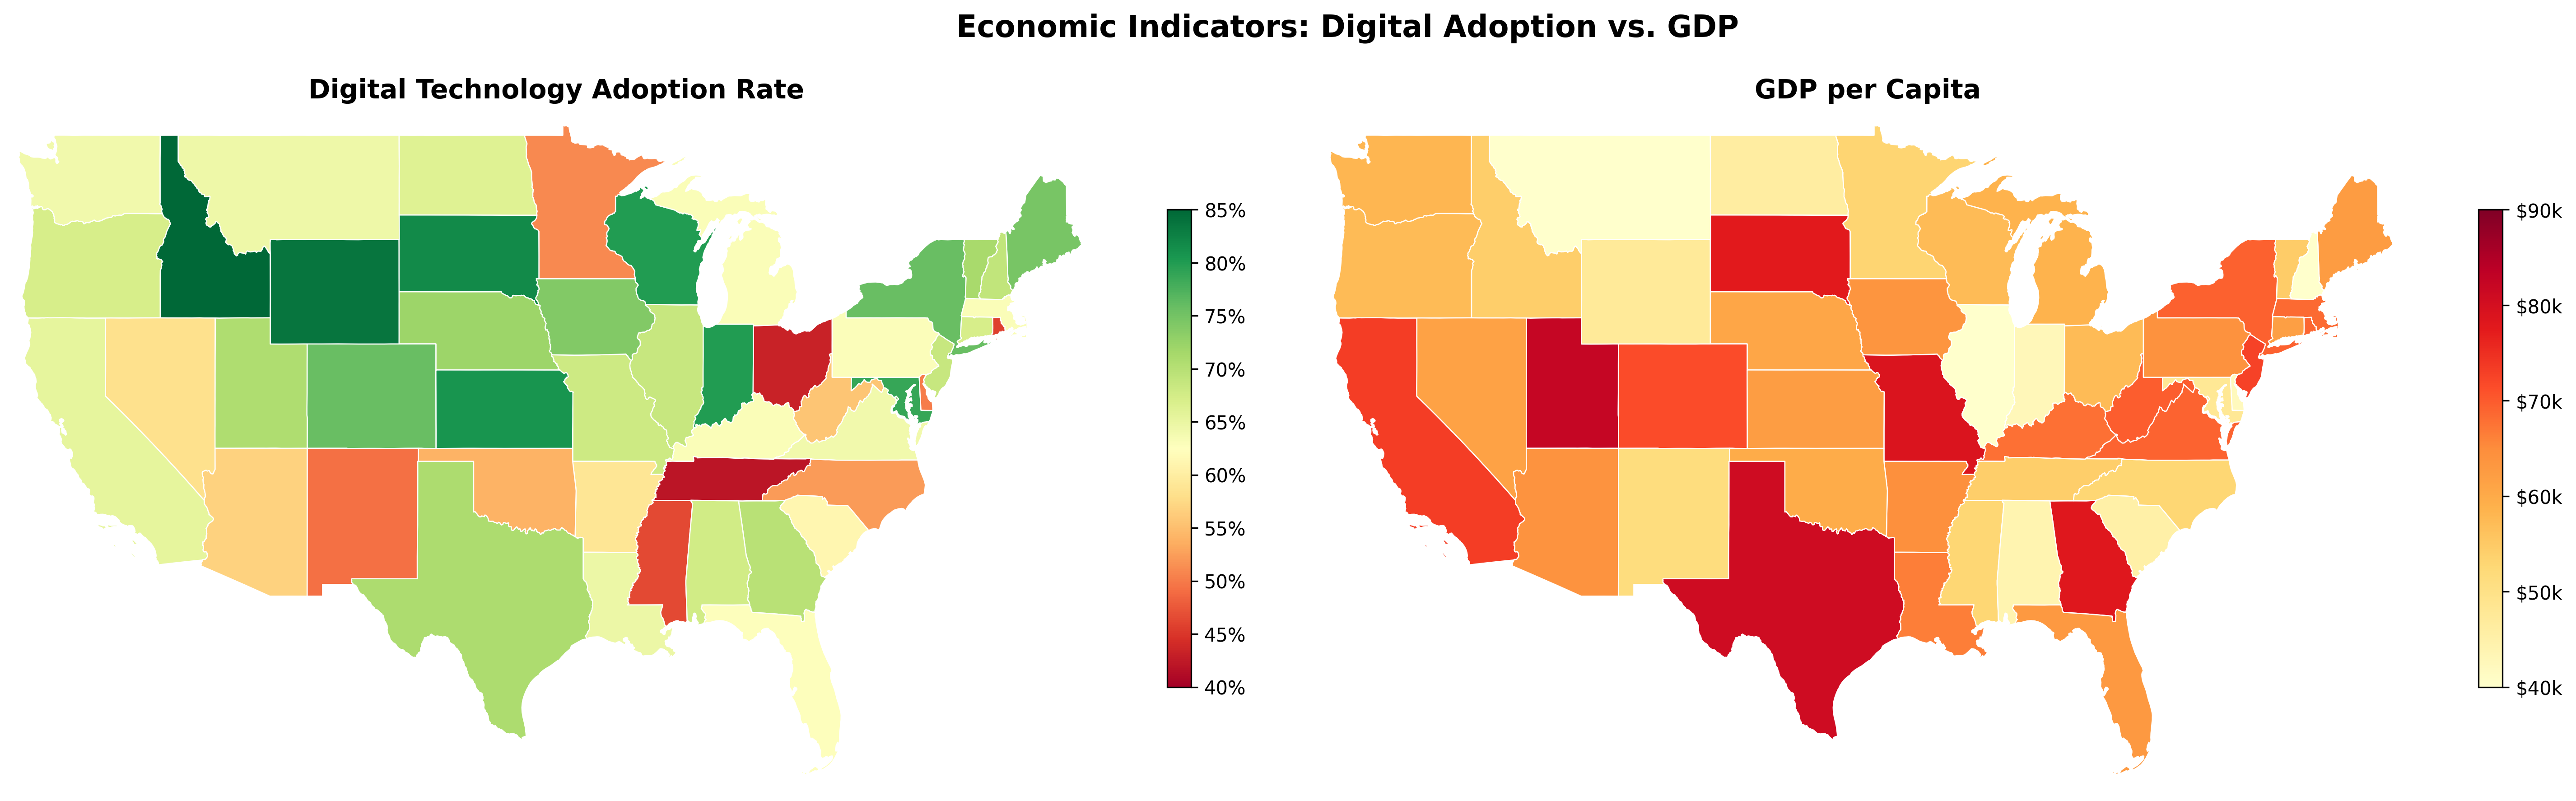 Economic Indicators: Digital Adoption vs. GDP
Digital Technology Adoption Rate
85%
80%
75%
70%
65%
60%
55%
50%
45%
40%
GDP per Capita
$90k
$80k
$70k
$60k
$50k
$40k